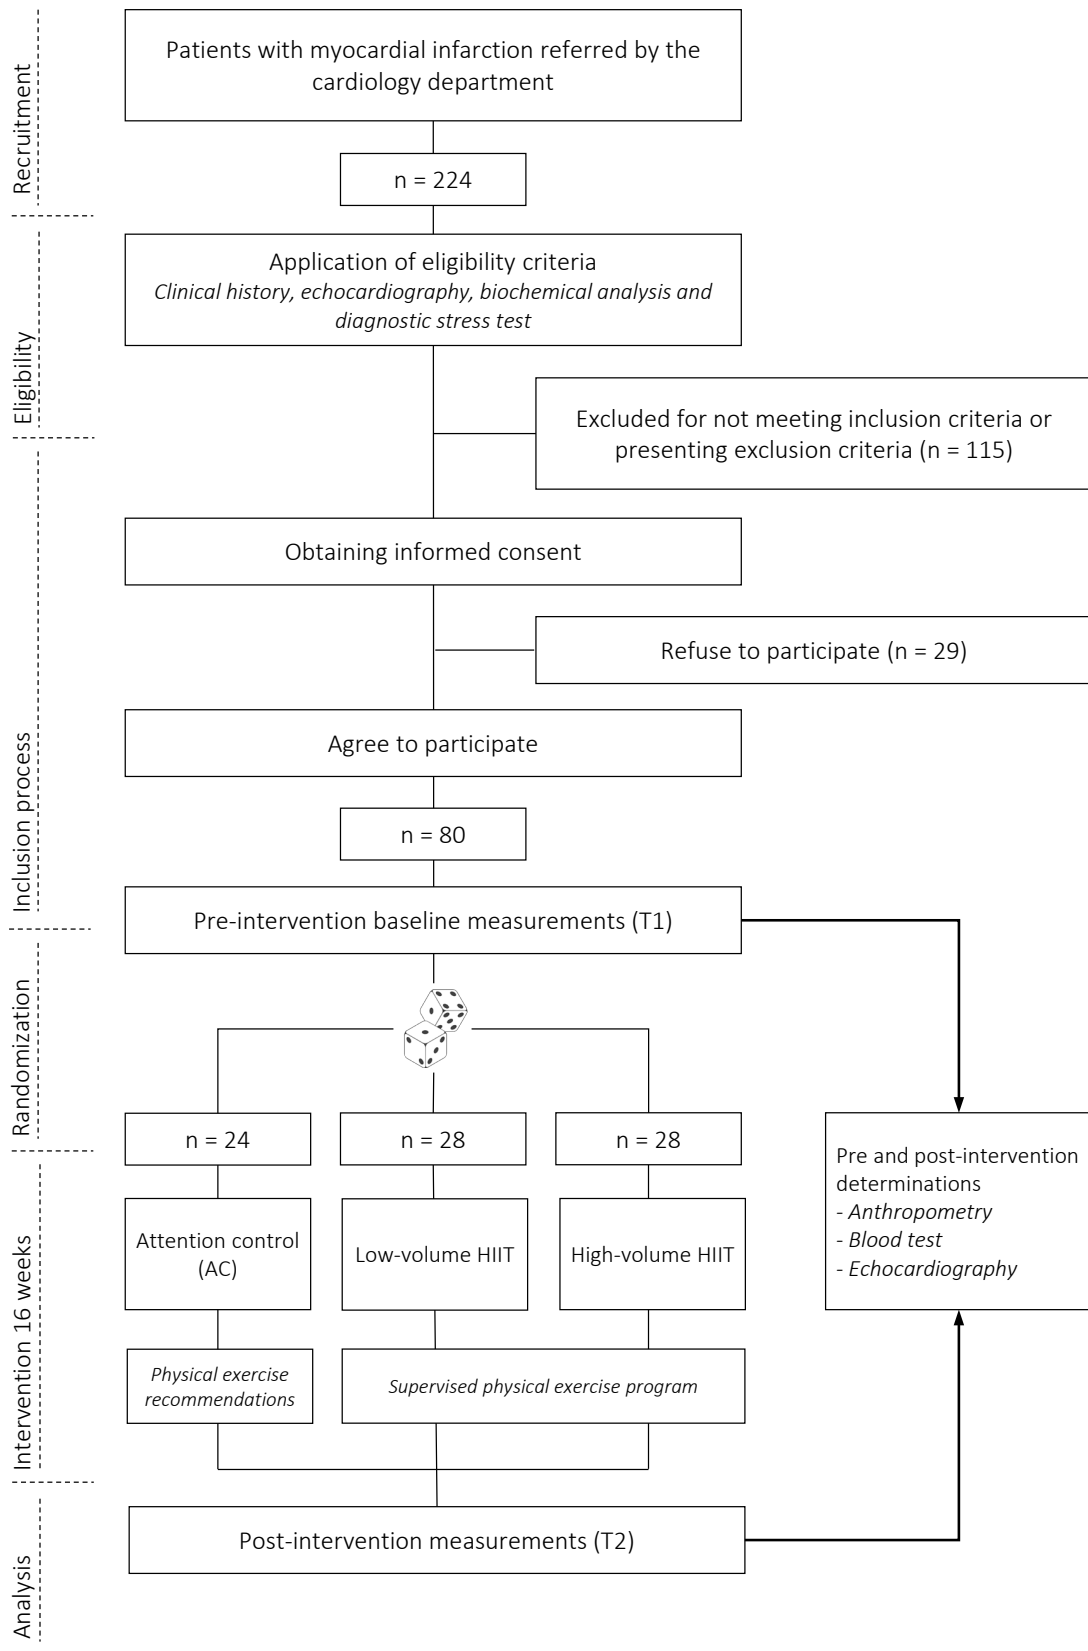 Recruitment
Patients with myocardial infarction referred by the
cardiology department
n = 224
Eligibility
Application of eligibility criteria
Clinical history, echocardiography, biochemical analysis and
diagnostic stress test
Excluded for not meeting inclusion criteria or
presenting exclusion criteria (n = 115)
Inclusion process
Obtaining informed consent
Refuse to participate (n = 29)
Agree to participate
n = 80
Pre-intervention baseline measurements (T1)
Randomization
n = 24
n = 28
n = 28
Pre and post-intervention
determinations
- Anthropometry
- Blood test
- Echocardiography
Intervention 16 weeks
Attention control
(AC)
Low-volume HIIT
High-volume HIIT
Physical exercise
recommendations
Supervised physical exercise program
Analysis
Post-intervention measurements (T2)